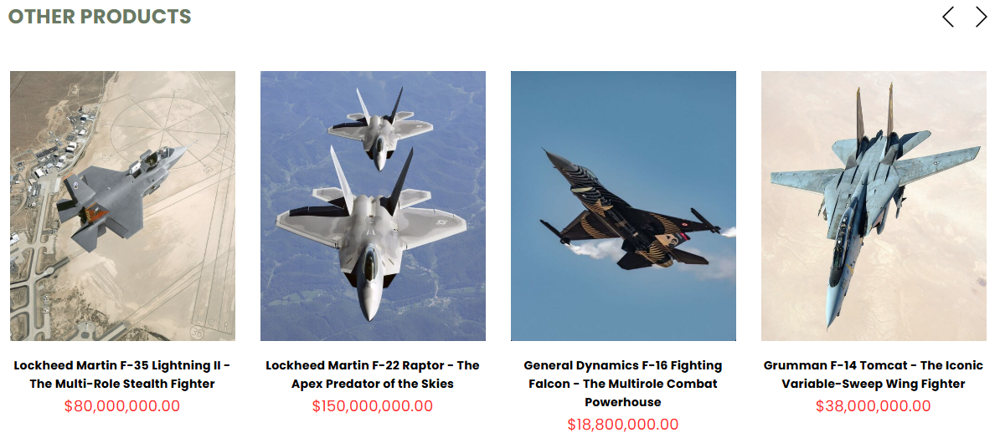 OTHER PRODUCTS
Lockheed Martin F-35 Lightning II -
The Multi-Role Stealth Fighter
$80,000,000.00
Lockheed Martin F-22 Raptor - The
Apex Predator of the Skies
$150,000,000.00
General Dynamics F-16 Fighting
Falcon - The Multirole Combat
Powerhouse
$18,800,000.00
Grumman F-14 Tomcat - The Iconic
Variable-Sweep Wing Fighter
$38,000,000.00